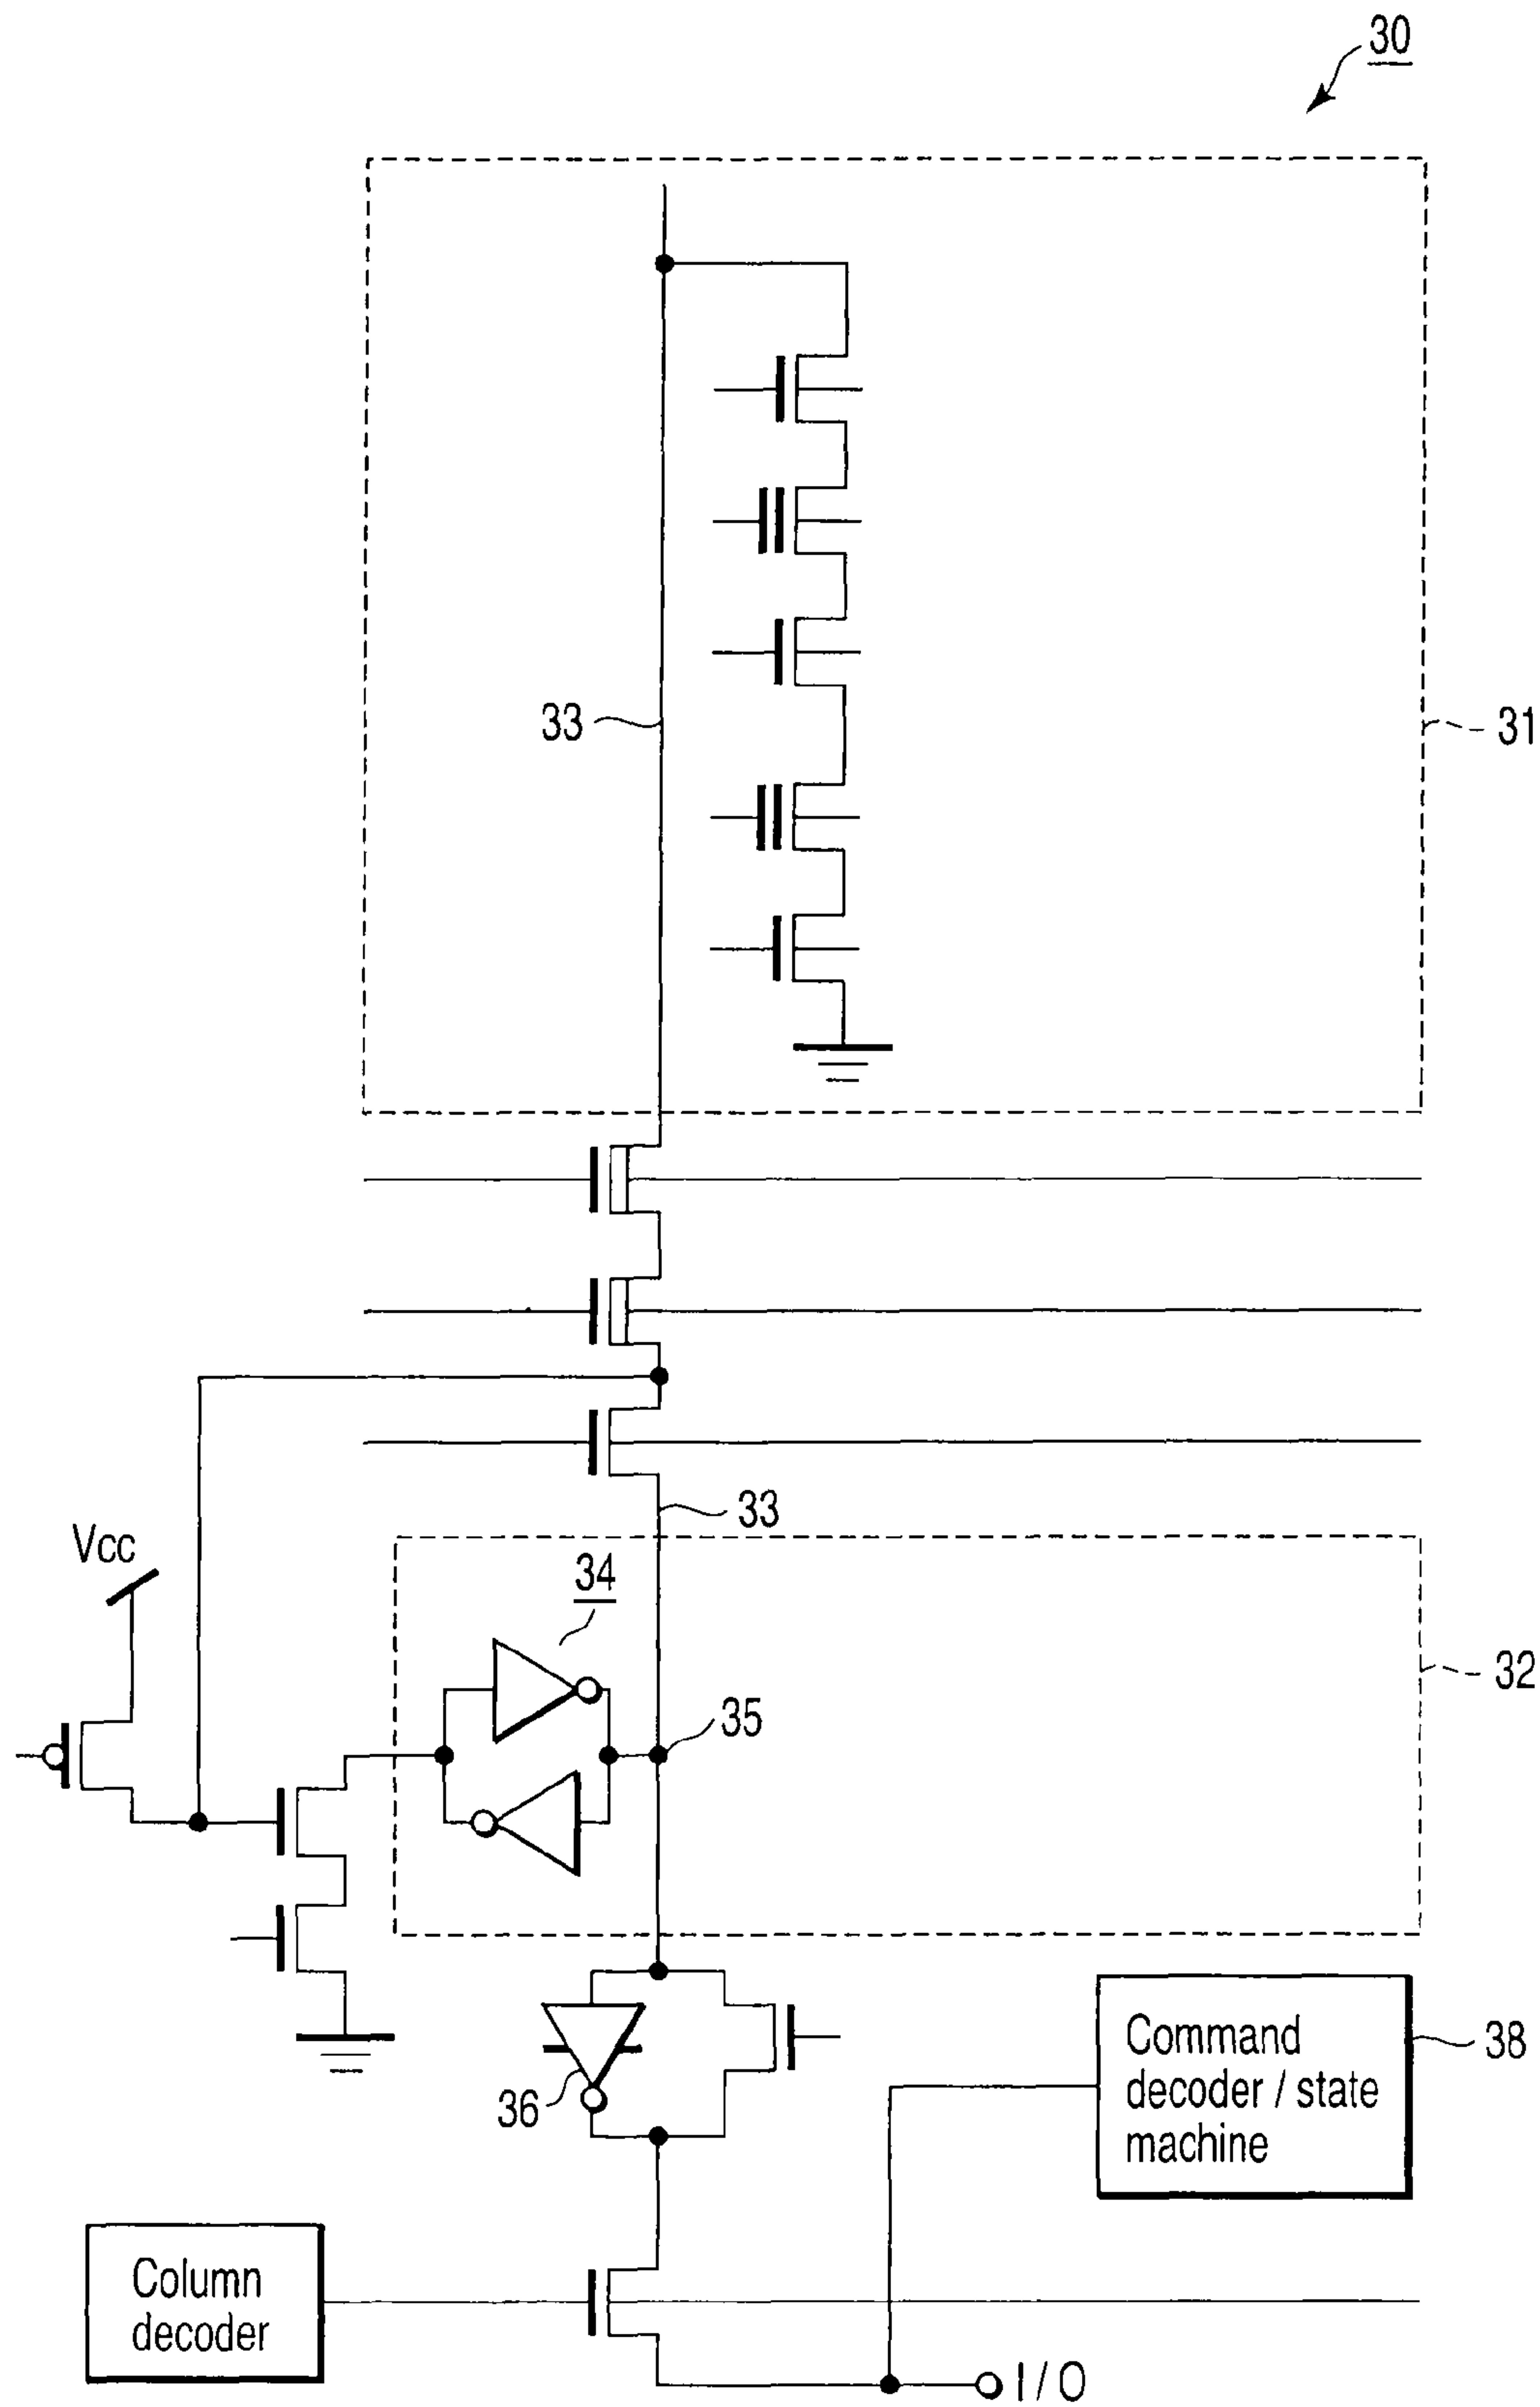 30
33
31
33
Vcc
34
35
32
36
Command
decoder / state
machine
38
Column
decoder
I/O